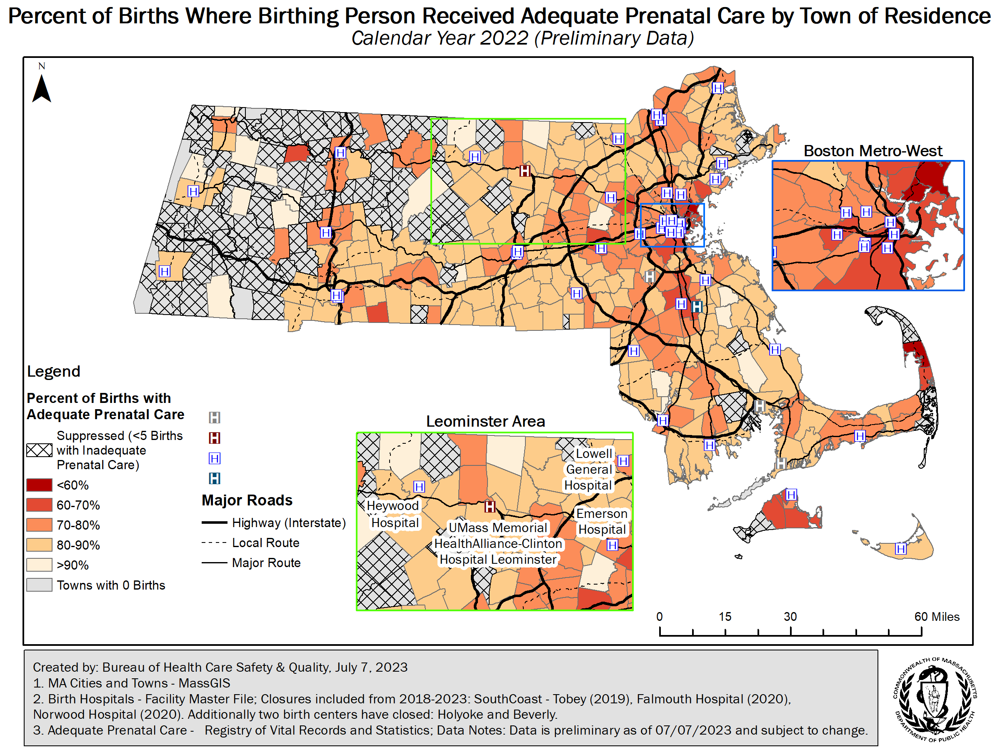 Percent of Births Where Birthing Person Received Adequate Prenatal Care by Town of Residence
Calendar Year 2022 (Preliminary Data)
N
Boston Metro-West
Legend
Percent of Births with
Adequate Prenatal Care
Suppressed (<5 Births
with Inadequate
Prenatal Care)
<60%
60-70%
70-80%
80-90%
>90%
Towns with 0 Births
H
H
H
H
Major Roads
Highway (Interstate)
Local Route
Major Route
Leominster Area
Lowell
General
Hospital
Heywood
Hospital
Emerson
Hospital
UMass Memorial
HealthAlliance-Clinton
Hospital Leominster
0 15 30 60 Miles
Created by: Bureau of Health Care Safety & Quality, July 7, 2023
1. MA Cities and Towns - MassGIS
2. Birth Hospitals - Facility Master File; Closures included from 2018-2023: SouthCoast - Tobey (2019), Falmouth Hospital (2020),
Norwood Hospital (2020). Additionally two birth centers have closed: Holyoke and Beverly.
3. Adequate Prenatal Care - Registry of Vital Records and Statistics; Data Notes: Data is preliminary as of 07/07/2023 and subject to change.
COMMONWEALTH OF MASSACHUSETTS
DEPARTMENT OF PUBLIC HEALTH